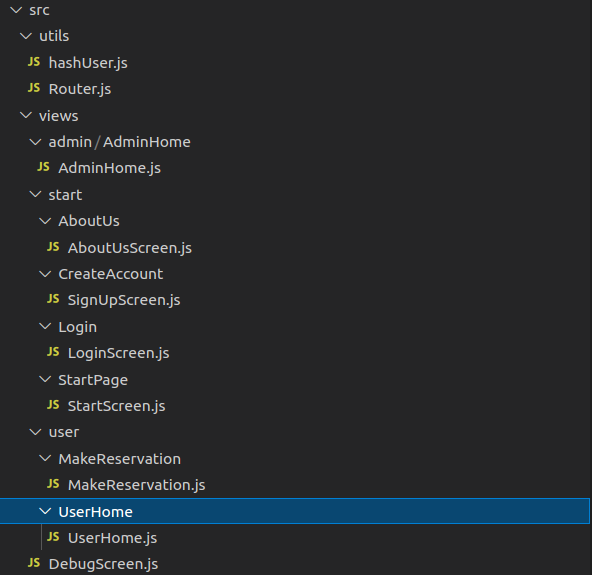 src
utils
JS hashUser.js
JS Router.js
views
admin/AdminHome
JS AdminHome.js
start
AboutUs
JS AboutUsScreen.js
CreateAccount
JS SignUpScreen.js
Login
JS LoginScreen.js
StartPage
JS StartScreen.js
user
MakeReservation
JS MakeReservation.js
UserHome
JS UserHome.js
JS DebugScreen.js